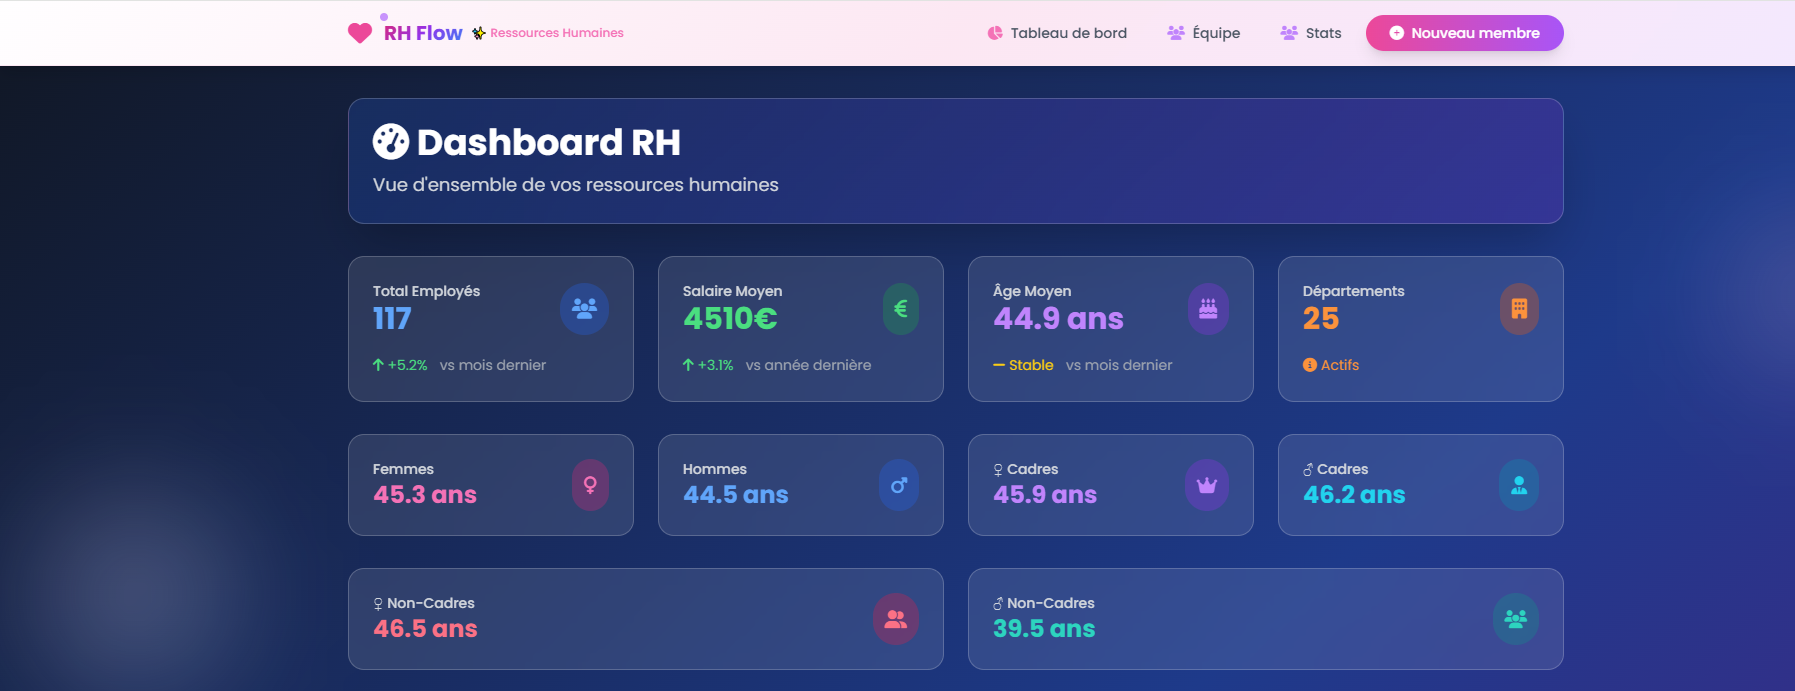 RH Flow ✨ Ressources Humaines
Tableau de bord
Équipe
Stats
Nouveau membre
Dashboard RH
Vue d'ensemble de vos ressources humaines
Total Employés
117
+5.2% vs mois dernier
Salaire Moyen
4510€
+3.1% vs année dernière
Âge Moyen
44.9 ans
Stable vs mois dernier
Départements
25
Actifs
Femmes
45.3 ans
Hommes
44.5 ans
♀ Cadres
45.9 ans
♂ Cadres
46.2 ans
♀ Non-Cadres
46.5 ans
♂ Non-Cadres
39.5 ans